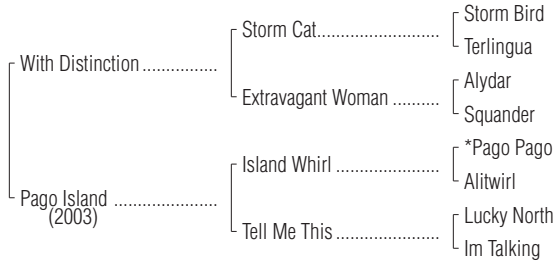 Storm Bird
Storm Cat....................
Terlingua
With Distinction ...............
Alydar
Extravagant Woman .........
Squander
*Pago Pago
Island Whirl ..................
Alitwirl
Pago Island ....................
(2003)
Lucky North
Tell Me This ..................
Im Talking